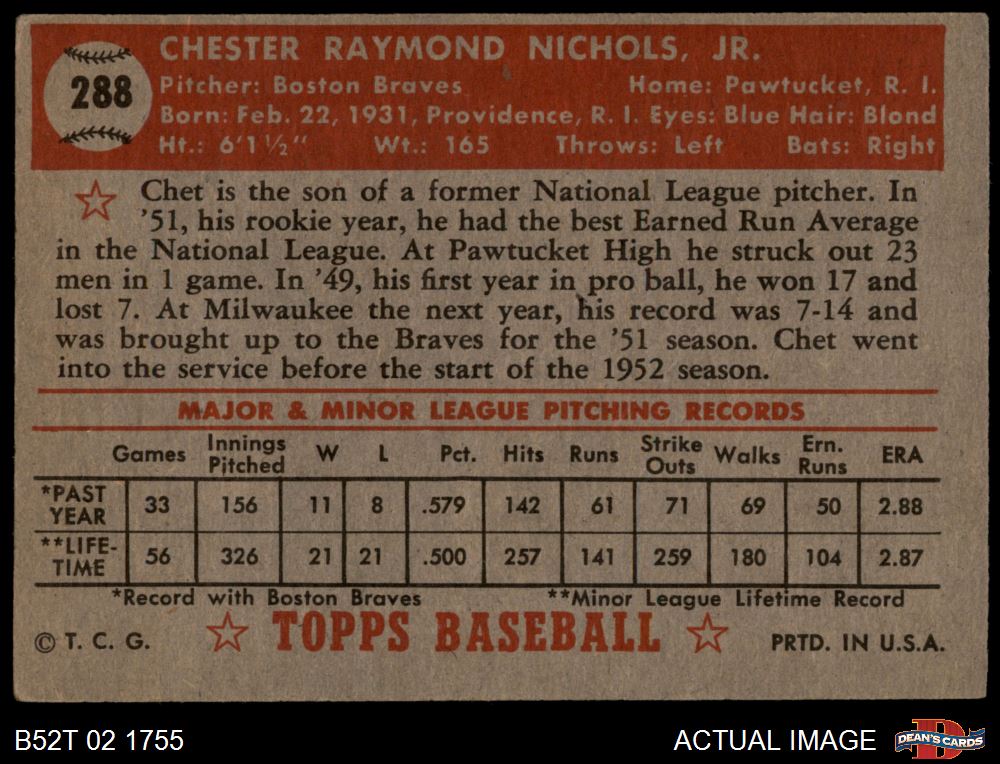 288
CHESTER RAYMOND NICHOLS, JR.
Pitcher: Boston Braves Home: Pawtucket, R. I.
Born: Feb. 22, 1931, Providence, R. I. Eyes: Blue Hair: Blond
Ht.: 6'1½" Wt.: 165 Throws: Left Bats: Right
Chet is the son of a former National League pitcher. In
'51, his rookie year, he had the best Earned Run Average
in the National League. At Pawtucket High he struck out 23
men in 1 game. In '49, his first year in pro ball, he won 17 and
lost 7. At Milwaukee the next year, his record was 7-14 and
was brought up to the Braves for the '51 season. Chet went
into the service before the start of the 1952 season.
MAJOR & MINOR LEAGUE PITCHING RECORDS
Games Innings Pitched W L Pct. Hits Runs Strike Outs Walks Ern. Runs ERA
*PAST YEAR 33 156 11 8 .579 142 61 71 69 50 2.88
**LIFE-TIME 56 326 21 21 .500 257 141 259 180 104 2.87
*Record with Boston Braves **Minor League Lifetime Record
© T. C. G. TOPPS BASEBALL PRTD. IN U.S.A.
B52T 02 1755 ACTUAL IMAGE DEAN'S CARDS